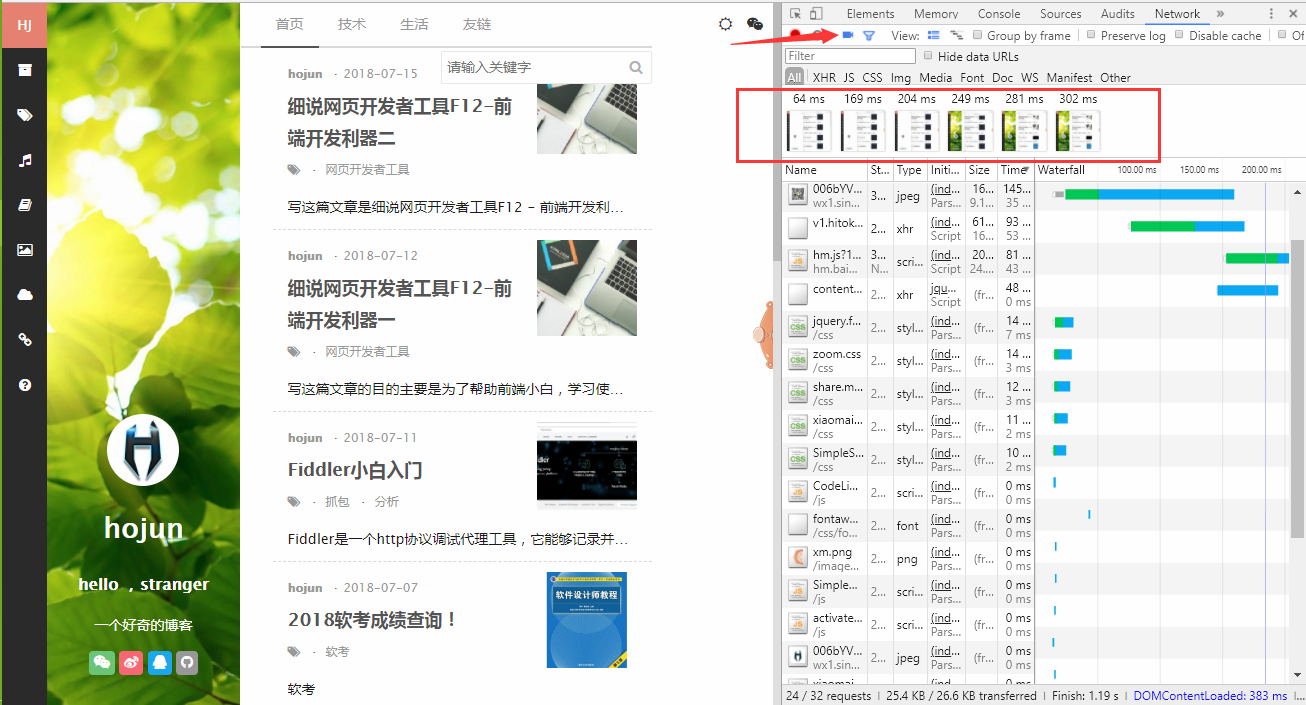 HJ
hojun
hello ，stranger
一个好奇的博客
首页 技术 生活 友链
请输入关键字
hojun · 2018-07-15
细说网页开发者工具F12-前
端开发利器二
· 网页开发者工具
写这篇文章是细说网页开发者工具F12 - 前端开发利…
hojun · 2018-07-12
细说网页开发者工具F12-前
端开发利器一
· 网页开发者工具
写这篇文章的目的主要是为了帮助前端小白，学习使…
hojun · 2018-07-11
Fiddler小白入门
· 抓包 · 分析
Fiddler是一个http协议调试代理工具，它能够记录并…
hojun · 2018-07-07
2018软考成绩查询！
· 软考
软考
软件设计师教程
Elements Memory Console Sources Audits Network »
View: Group by frame Preserve log Disable cache Of
Filter Hide data URLs
All XHR JS CSS Img Media Font Doc WS Manifest Other
64 ms 169 ms 204 ms 249 ms 281 ms 302 ms
Name St... Type Initi... Size Time Waterfall 100.00 ms 150.00 ms 200.00 ms
006bYV... 3... jpeg (ind... 16... 145...
wx1.sin... Pars... 9.1... 35 ...
v1.hitok... 2... xhr (ind... 61... 93 ...
Script 16... 53 ...
hm.js?1... 3... scri... (ind... 20... 81 ...
hm.bai... N... Script 24.... 43 ...
content... 2... xhr jqu... (fr... 48 ...
Script 0 ms
jquery.f... 2... styl... (ind... (fr... 14 ...
/css Pars... 7 ms
zoom.css 2... styl... (ind... (fr... 14 ...
/css Pars... 3 ms
share.m... 2... styl... (ind... (fr... 12 ...
/css Pars... 3 ms
xiaomai... 2... styl... (ind... (fr... 11 ...
/css Pars... 2 ms
SimpleS... 2... styl... (ind... (fr... 10 ...
/css Pars... 2 ms
CodeLi... 2... scri... (ind... (fr... 0 ms
/js Pars... 0 ms
fontaw... 2... font (ind... (fr... 0 ms
/css/fo... Pars... 0 ms
xm.png 2... png (ind... (fr... 0 ms
/image... Pars... 0 ms
Simple... 2... scri... (ind... (fr... 0 ms
/js Pars... 0 ms
activate... 2... scri... (ind... (fr... 0 ms
/js Pars... 0 ms
006bYV... 2... jpeg (ind... (fr... 0 ms
wx1.sin... Pars... 0 ms
xiaomai... (ind... 0 ms
24 / 32 requests | 25.4 KB / 26.6 KB transferred | Finish: 1.19 s | DOMContentLoaded: 383 ms |...